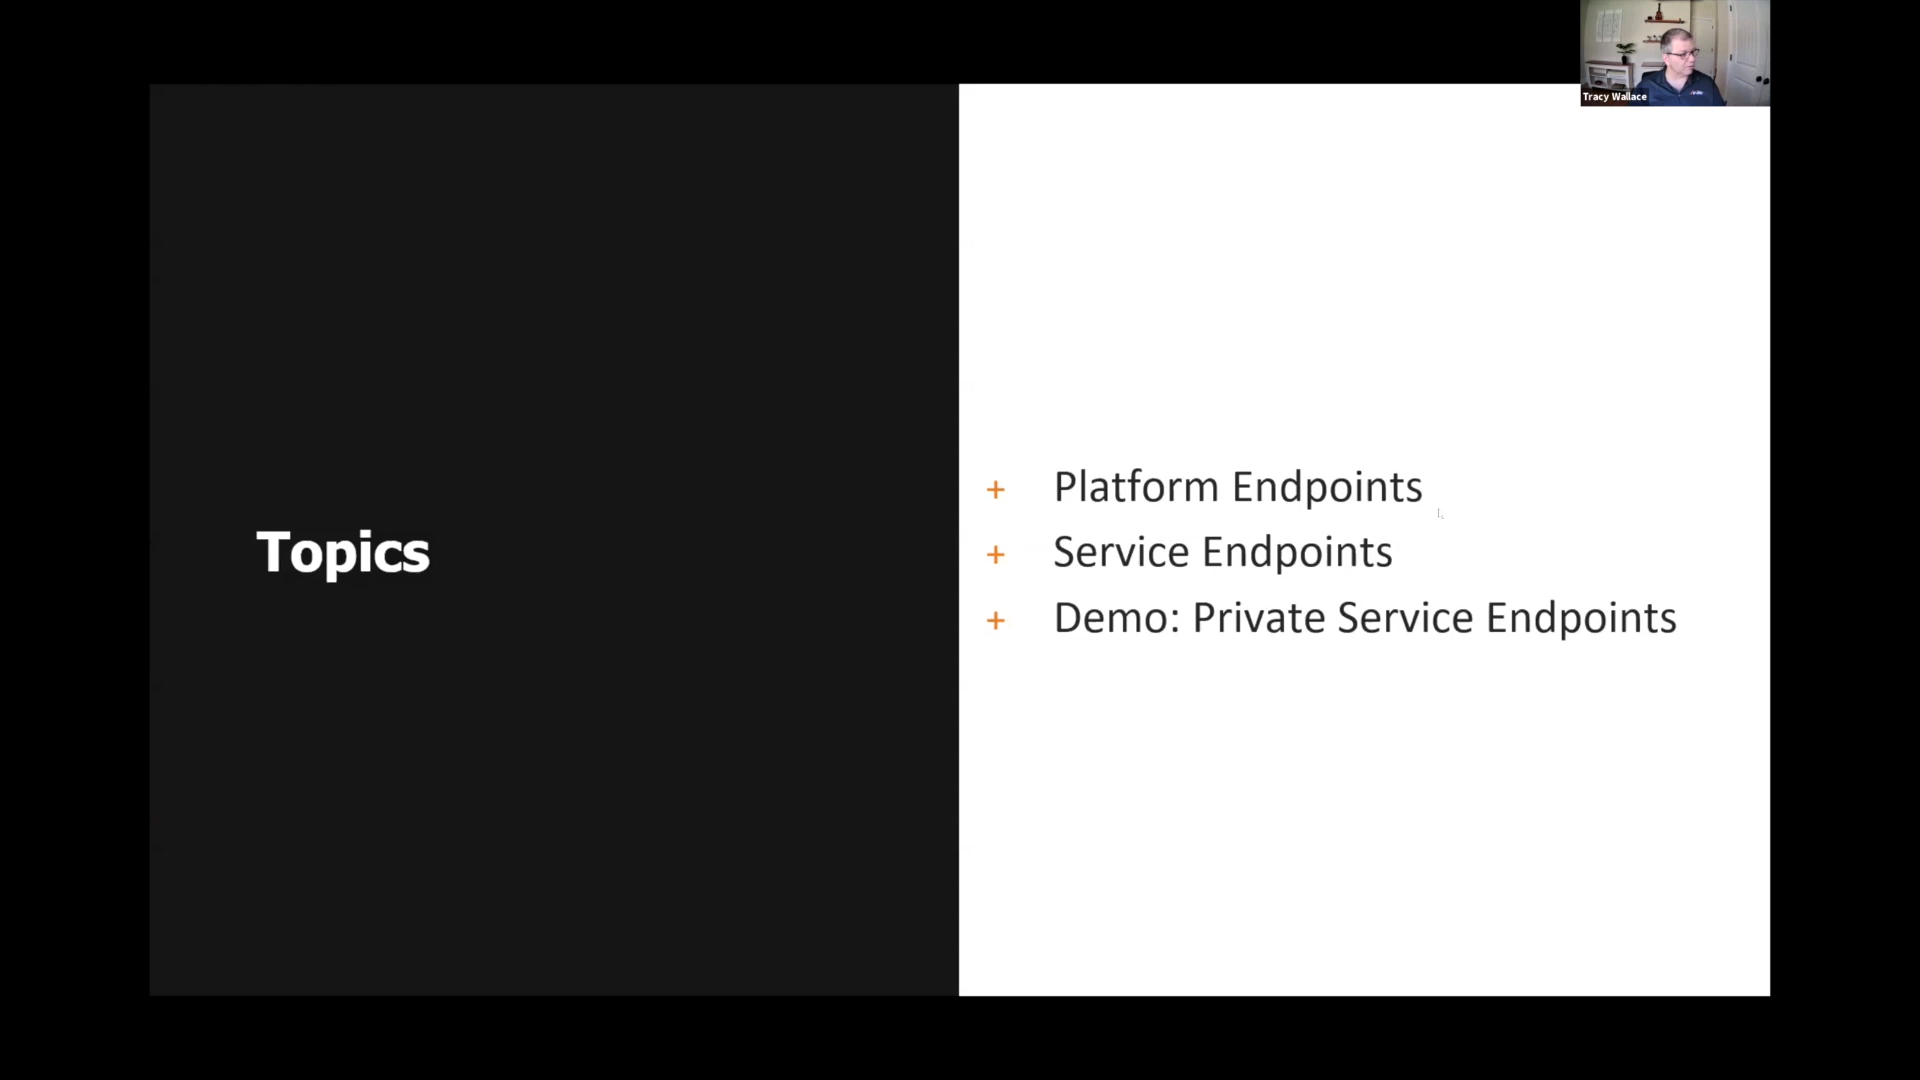 Tracy Wallace
Topics
+ Platform Endpoints
+ Service Endpoints
+ Demo: Private Service Endpoints